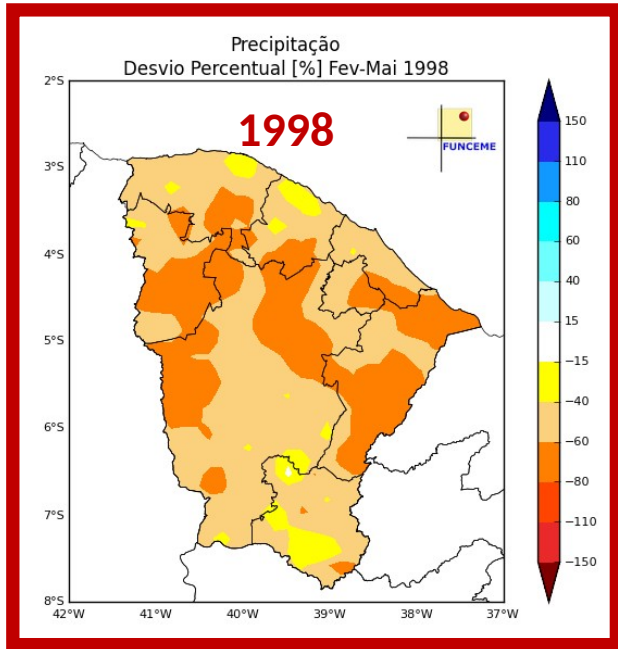 Precipitação
Desvio Percentual [%] Fev-Mai 1998
1998
FUNCEME
2°S
3°S
4°S
5°S
6°S
7°S
8°S
42°W 41°W 40°W 39°W 38°W 37°W
150
110
80
60
40
15
−15
−40
−60
−80
−110
−150